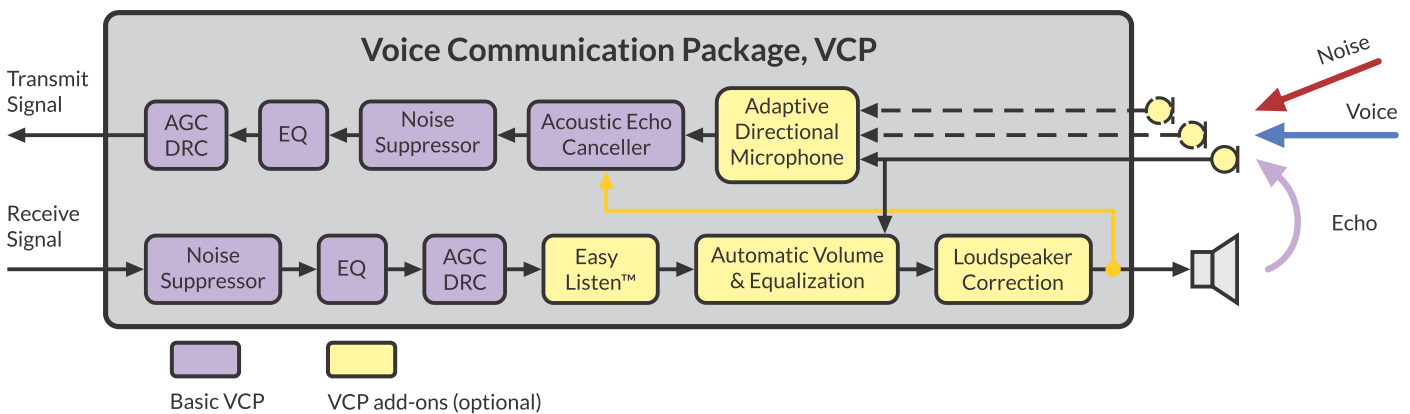 Voice Communication Package, VCP
Transmit
Signal
AGC
DRC
EQ
Noise
Suppressor
Acoustic Echo
Canceller
Adaptive
Directional
Microphone
Noise
Voice
Echo
Receive
Signal
Noise
Suppressor
EQ
AGC
DRC
Easy
Listen™
Automatic Volume
& Equalization
Loudspeaker
Correction
Basic VCP
VCP add-ons (optional)